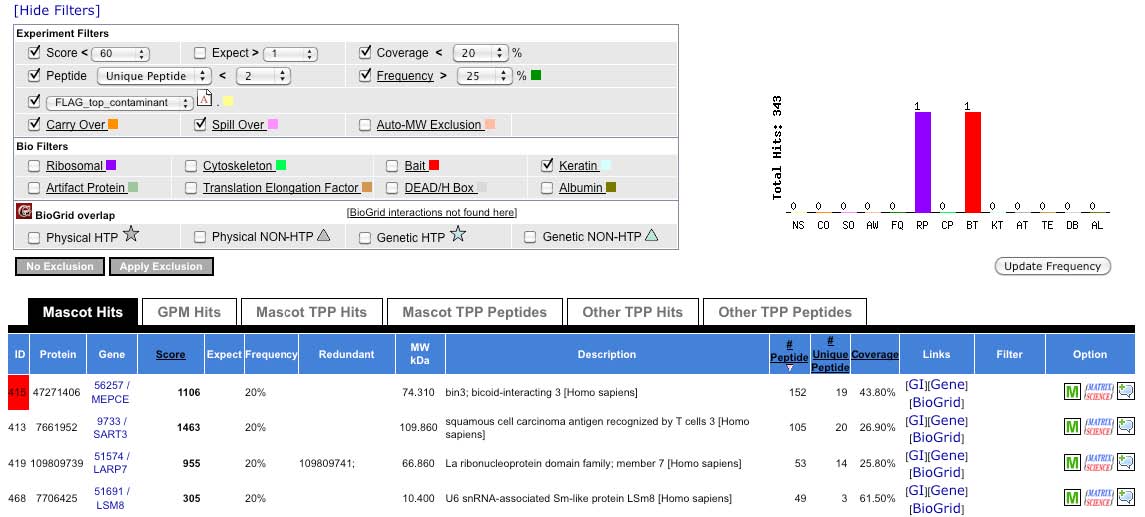 [Hide Filters]
Experiment Filters
Score < 60 Expect > 1 Coverage < 20 %
Peptide Unique Peptide < 2 Frequency > 25 %
FLAG_top_contaminant A .
Carry Over Spill Over Auto-MW Exclusion
Bio Filters
Ribosomal Cytoskeleton Bait Keratin
Artifact Protein Translation Elongation Factor DEAD/H Box Albumin
G BioGrid overlap [BioGrid interactions not found here]
Physical HTP Physical NON-HTP Genetic HTP Genetic NON-HTP
No Exclusion Apply Exclusion
Total Hits: 343
0 0 0 0 0 1 0 1 0 0 0 0 0
NS CO SO AW FQ RP CP BT KT AT TE DB AL
Update Frequency
Mascot Hits GPM Hits Mascot TPP Hits Mascot TPP Peptides Other TPP Hits Other TPP Peptides
ID Protein Gene Score Expect Frequency Redundant MW kDa Description # Peptide # Unique Peptide Coverage Links Filter Option
415 47271406 56257 / MEPCE 1106 20% 74.310 bin3; bicoid-interacting 3 [Homo sapiens] 152 19 43.80% [GI][Gene] [BioGrid] M MATRIX SCIENCE
413 7661952 9733 / SART3 1463 20% 109.860 squamous cell carcinoma antigen recognized by T cells 3 [Homo sapiens] 105 20 26.90% [GI][Gene] [BioGrid] M MATRIX SCIENCE
419 109809739 51574 / LARP7 955 20% 109809741; 66.860 La ribonucleoprotein domain family; member 7 [Homo sapiens] 53 14 25.80% [GI][Gene] [BioGrid] M MATRIX SCIENCE
468 7706425 51691 / LSM8 305 20% 10.400 U6 snRNA-associated Sm-like protein LSm8 [Homo sapiens] 49 3 61.50% [GI][Gene] [BioGrid] M MATRIX SCIENCE